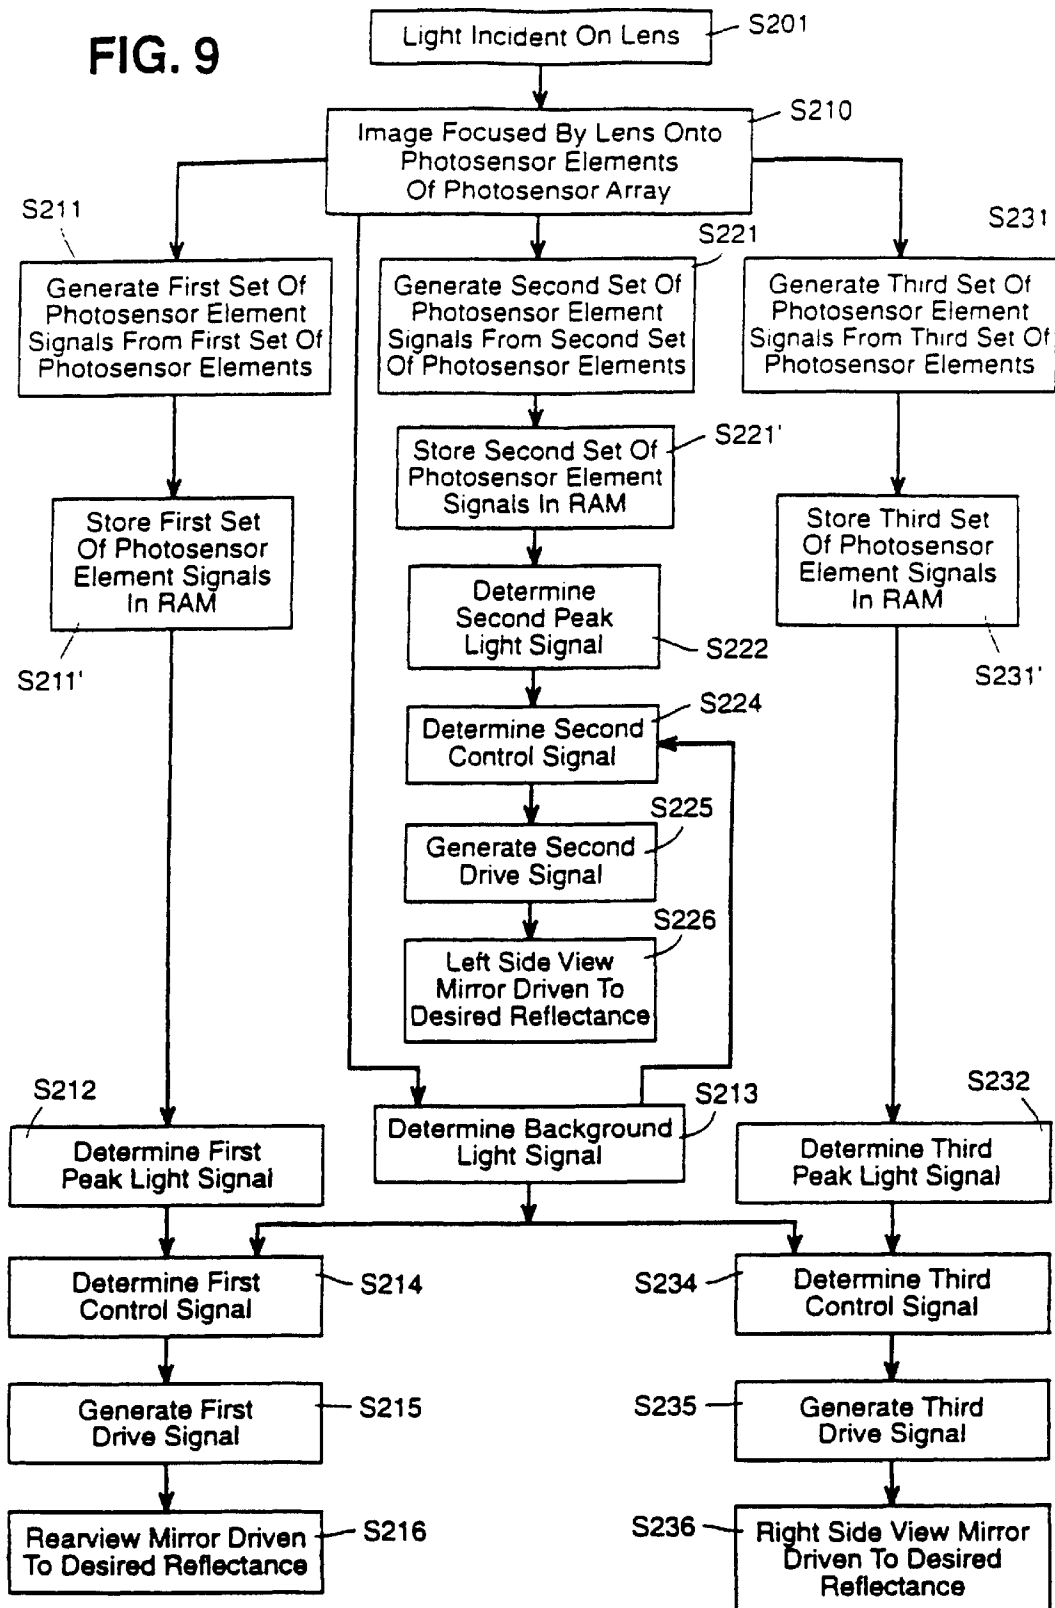 FIG. 9
Light Incident On Lens
S201
Image Focused By Lens Onto
Photosensor Elements
Of Photosensor Array
S210
S211
Generate First Set Of
Photosensor Element
Signals From First Set Of
Photosensor Elements
S221
Generate Second Set Of
Photosensor Element
Signals From Second Set
Of Photosensor Elements
S231
Generate Third Set Of
Photosensor Element
Signals From Third Set Of
Photosensor Elements
Store First Set
Of Photosensor
Element Signals
In RAM
S211'
Store Second Set Of
Photosensor Element
Signals In RAM
S221'
Store Third Set
Of Photosensor
Element Signals
In RAM
S231'
Determine
Second Peak
Light Signal
S222
Determine Second
Control Signal
S224
Generate Second
Drive Signal
S225
Left Side View
Mirror Driven To
Desired Reflectance
S226
S212
Determine First
Peak Light Signal
Determine Background
Light Signal
S213
S232
Determine Third
Peak Light Signal
Determine First
Control Signal
S214
S234
Determine Third
Control Signal
Generate First
Drive Signal
S215
S235
Generate Third
Drive Signal
Rearview Mirror Driven
To Desired Reflectance
S216
S236
Right Side View Mirror
Driven To Desired
Reflectance